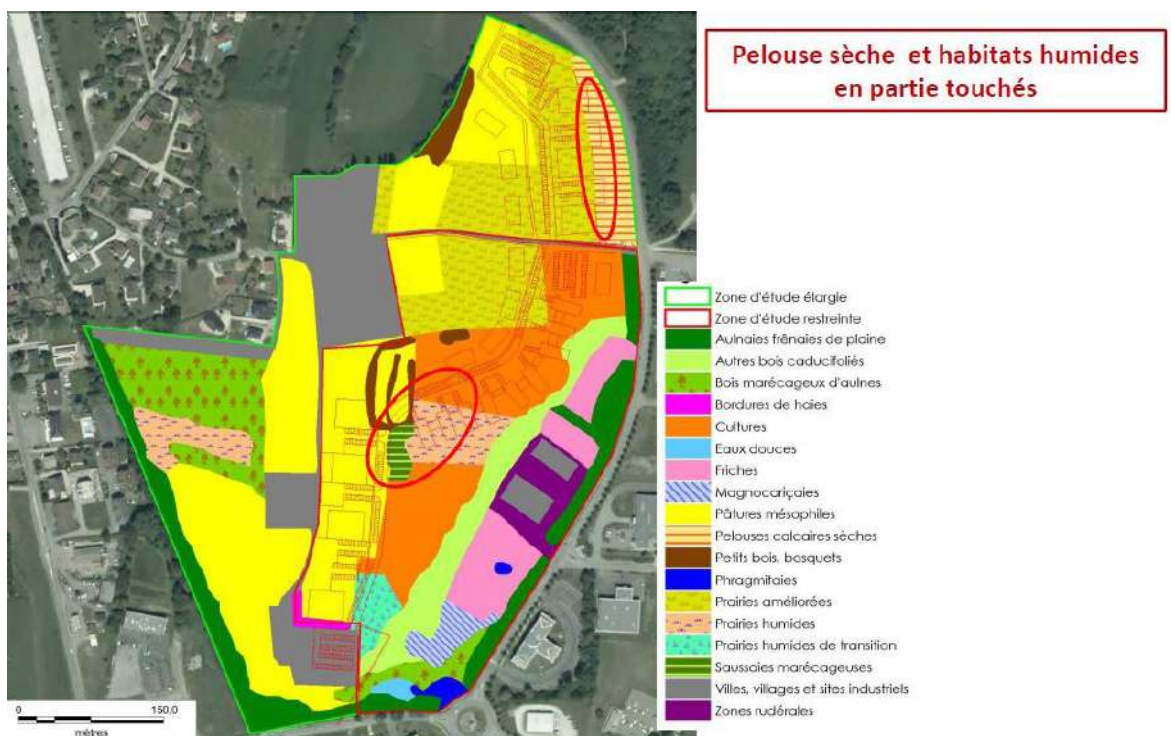 Pelouse sèche et habitats humides
en partie touchés
Zone d'étude élargie
Zone d'étude restreinte
Aulnaies frênaies de plaine
Autres bois caducifoliés
Bois marécageux d'aulnes
Bordures de haies
Cultures
Eaux douces
Friches
Magnocariçaies
Pâtures mésophiles
Pelouses calcaires sèches
Petits bois, bosquets
Phragmitaies
Prairies améliorées
Prairies humides
Prairies humides de transition
Saussaies marécageuses
Villes, villages et sites industriels
Zones rudérales
0 150,0
mètres